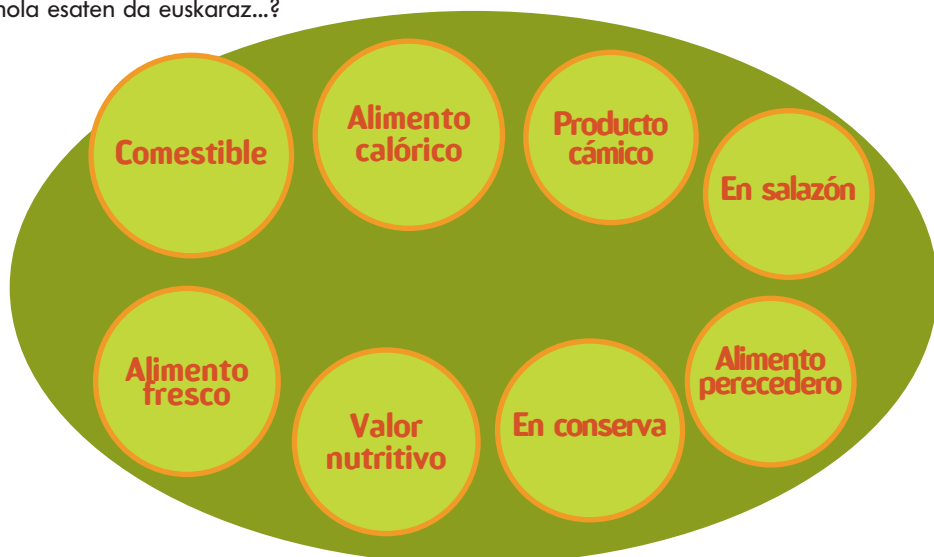 nola esaten da euskaraz...?
Comestible
Alimento
calórico
Producto
cámico
En salazón
Alimento
fresco
Valor
nutritivo
En conserva
Alimento
perecedero